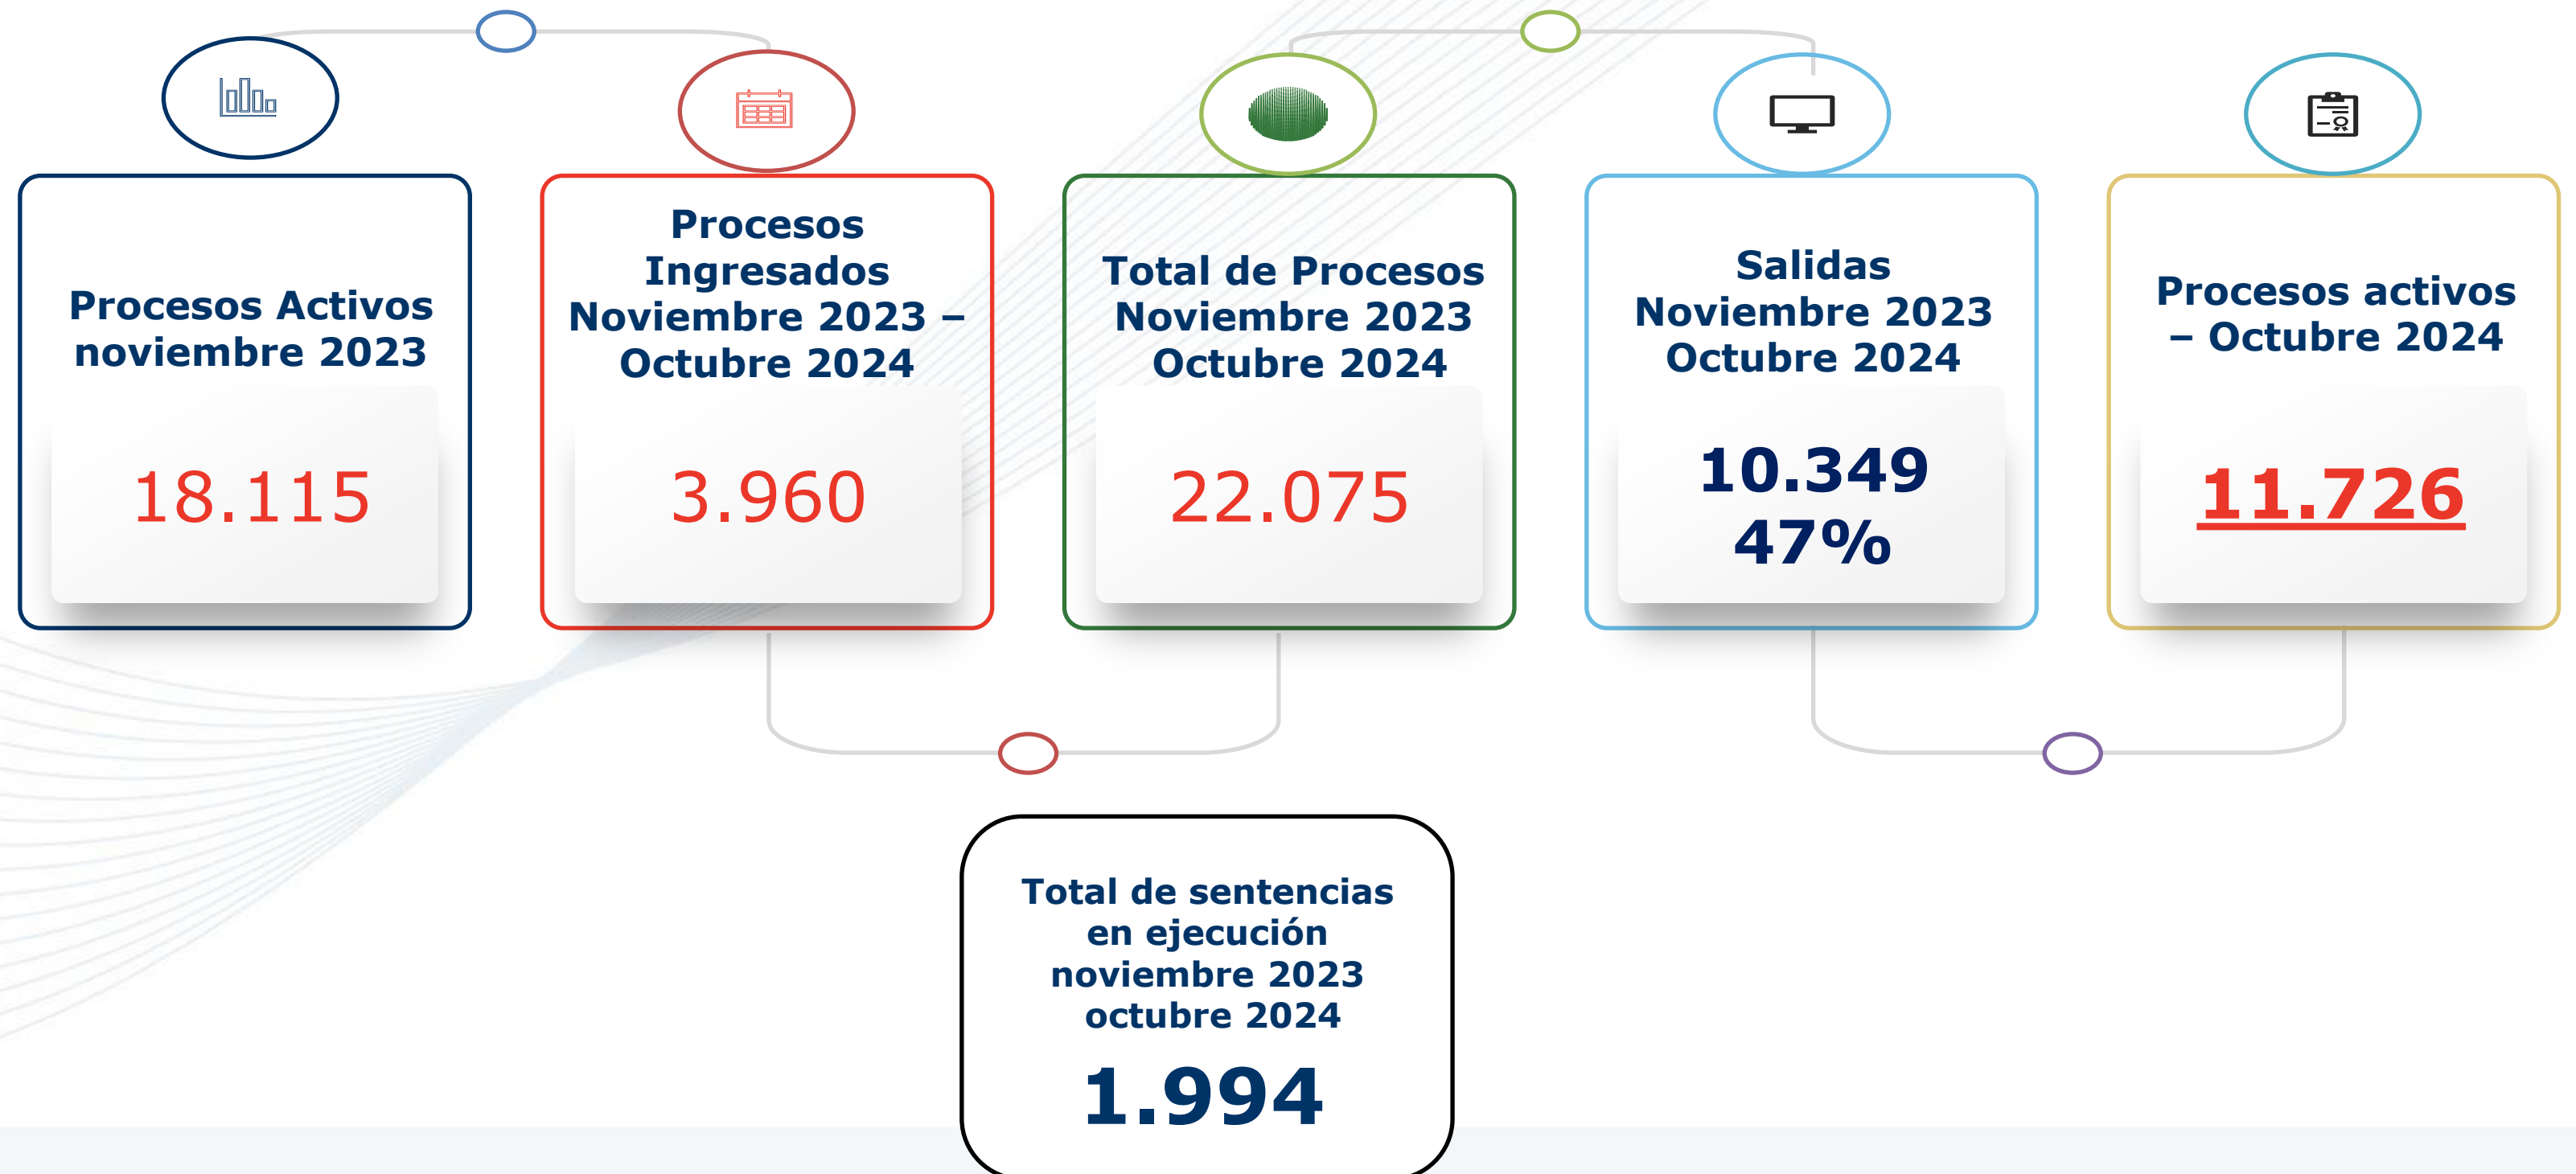 Procesos Activos
noviembre 2023
18.115
Procesos
Ingresados
Noviembre 2023 –
Octubre 2024
3.960
Total de Procesos
Noviembre 2023
Octubre 2024
22.075
Salidas
Noviembre 2023
Octubre 2024
10.349
47%
Procesos activos
– Octubre 2024
11.726
Total de sentencias
en ejecución
noviembre 2023
octubre 2024
1.994